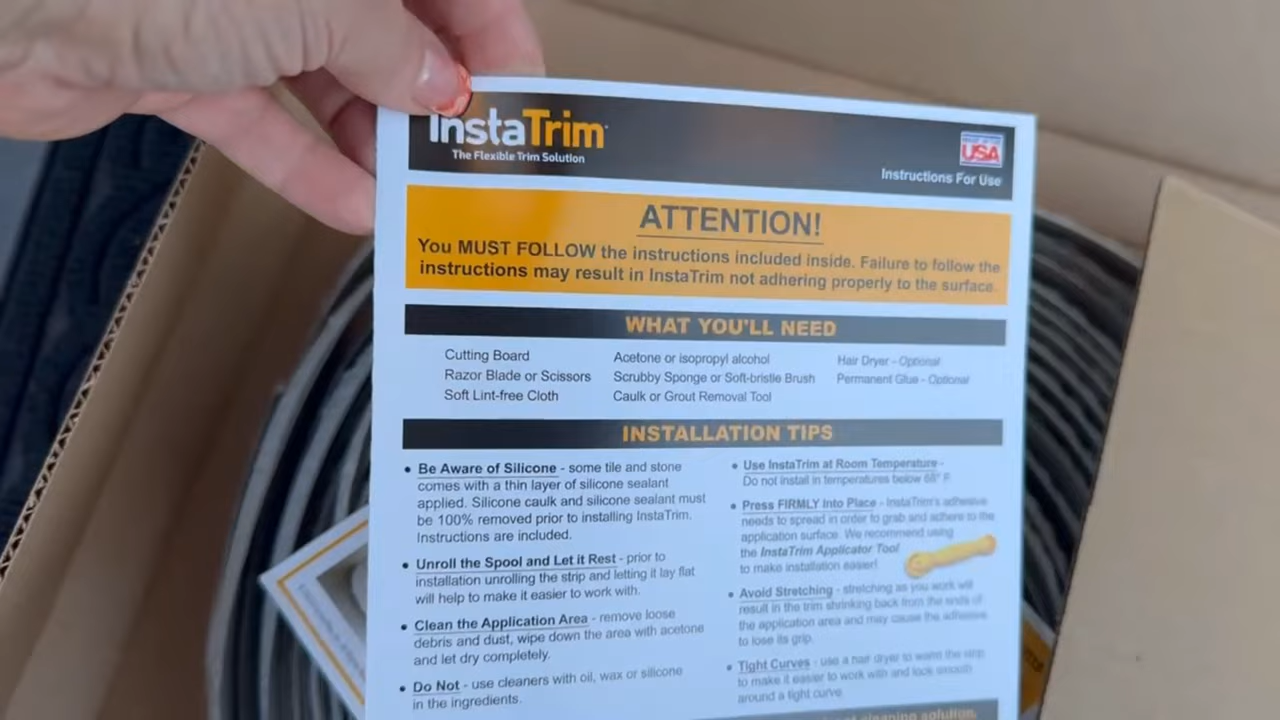 InstaTrim
The Flexible Trim Solution
USA
Instructions For Use
ATTENTION!
You MUST FOLLOW the instructions included inside. Failure to follow the
instructions may result in InstaTrim not adhering properly to the surface.
WHAT YOU'LL NEED
Cutting Board
Razor Blade or Scissors
Soft Lint-free Cloth
Acetone or isopropyl alcohol
Scrubby Sponge or Soft-bristle Brush
Caulk or Grout Removal Tool
Hair Dryer - Optional
Permanent Glue - Optional
INSTALLATION TIPS
• Be Aware of Silicone - some tile and stone
comes with a thin layer of silicone sealant
applied. Silicone caulk and silicone sealant must
be 100% removed prior to installing InstaTrim.
Instructions are included.
• Unroll the Spool and Let it Rest - prior to
installation unrolling the strip and letting it lay flat
will help to make it easier to work with.
• Clean the Application Area - remove loose
debris and dust, wipe down the area with acetone
and let dry completely.
• Do Not - use cleaners with oil, wax or silicone
in the ingredients.
• Use InstaTrim at Room Temperature -
Do not install in temperatures below 68° F
• Press FIRMLY Into Place - InstaTrim's adhesive
needs to spread in order to grab and adhere to the
application surface. We recommend using
the InstaTrim Applicator Tool
to make installation easier!
• Avoid Stretching - stretching as you work will
result in the trim shrinking back from the ends of
the application area and may cause the adhesive
to lose its grip.
• Tight Curves - use a hair dryer to warm the strip
to make it easier to work with and look smooth
around a tight curve.
cleaning solution,